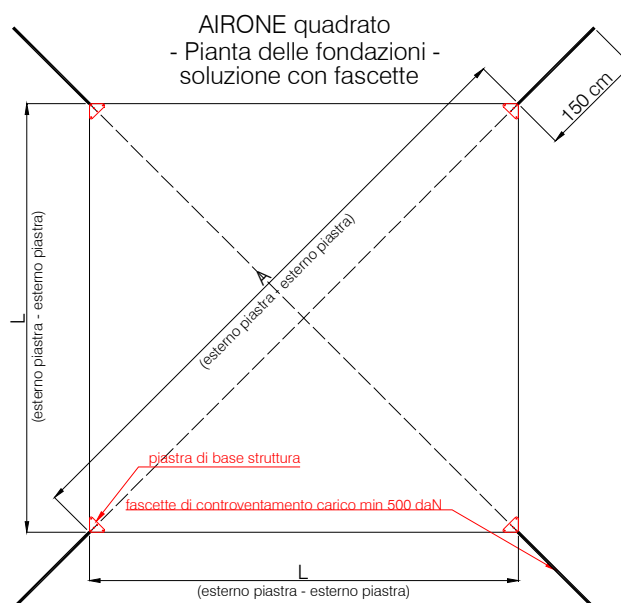 AIRONE quadrato
- Pianta delle fondazioni -
soluzione con fascette
150 cm
A
(esterno piastra - esterno piastra)
L
(esterno piastra - esterno piastra)
piastra di base struttura
fascette di controventamento carico min 500 daN
L
(esterno piastra - esterno piastra)